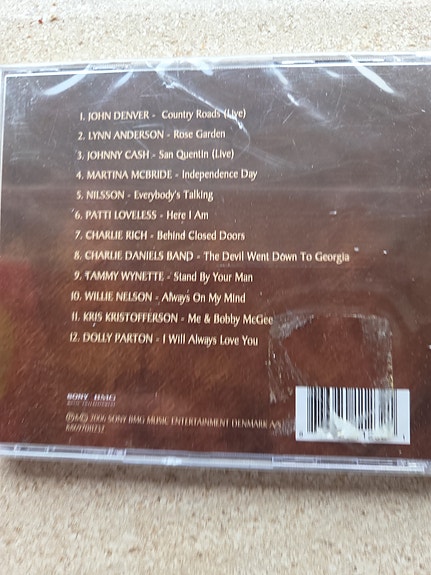 1. JOHN DENVER - Country Roads (Live)
2. LYNN ANDERSON - Rose Garden
3. JOHNNY CASH - San Quentin (Live)
4. MARTINA MCBRIDE - Independence Day
5. NILSSON - Everybody's Talking
6. PATTI LOVELESS - Here I Am
7. CHARLIE RICH - Behind Closed Doors
8. CHARLIE DANIELS BAND - The Devil Went Down To Georgia
9. TAMMY WYNETTE - Stand By Your Man
10. WILLIE NELSON - Always On My Mind
11. KRIS KRISTOFFERSON - Me & Bobby McGee
12. DOLLY PARTON - I Will Always Love You
SONY BMG
MUSIC ENTERTAINMENT
2006 SONY BMG MUSIC ENTERTAINMENT DENMARK A/S